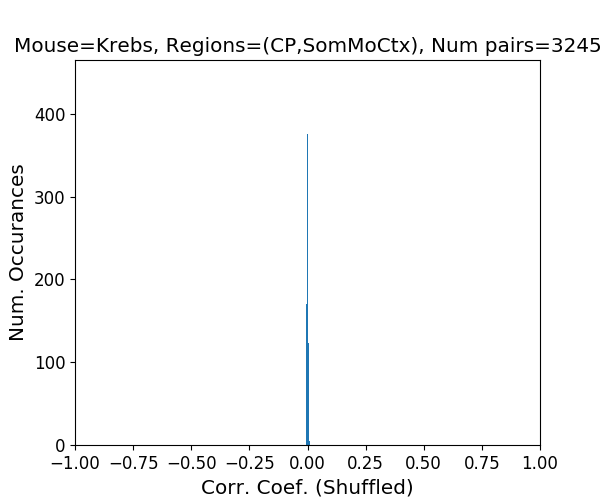 Mouse=Krebs, Regions=(CP,SomMoCtx), Num pairs=3245
400
300
200
100
0
Num. Occurances
−1.00 −0.75 −0.50 −0.25 0.00 0.25 0.50 0.75 1.00
Corr. Coef. (Shuffled)